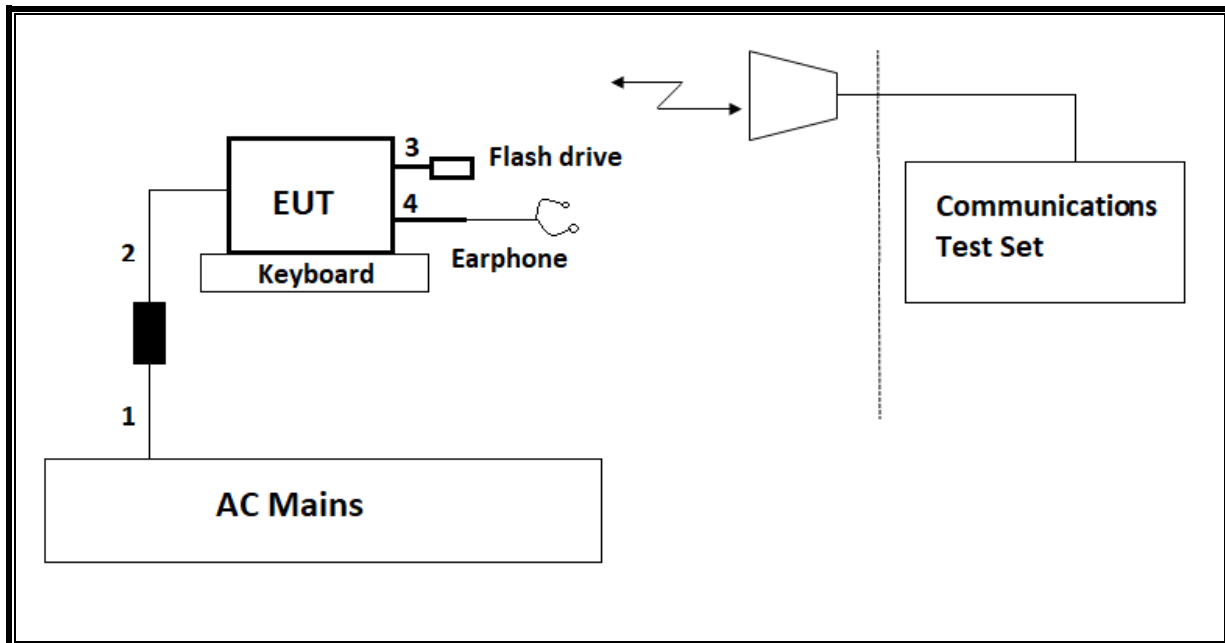 3
Flash drive
EUT
4
Earphone
Keyboard
2
1
AC Mains
Communications
Test Set